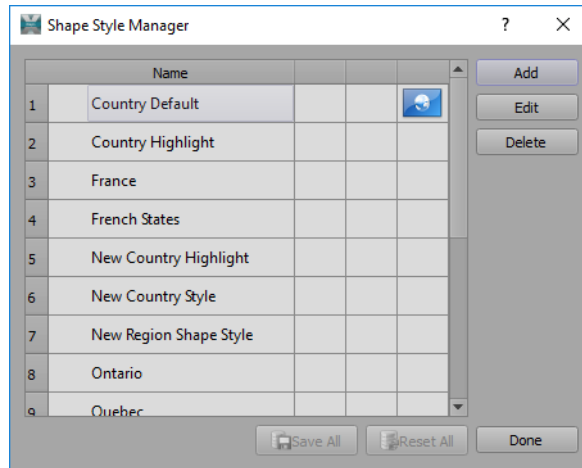 Shape Style Manager ? ×
Name
Add
1 Country Default
Edit
2 Country Highlight
Delete
3 France
4 French States
5 New Country Highlight
6 New Country Style
7 New Region Shape Style
8 Ontario
9 Quebec
Save All Reset All Done